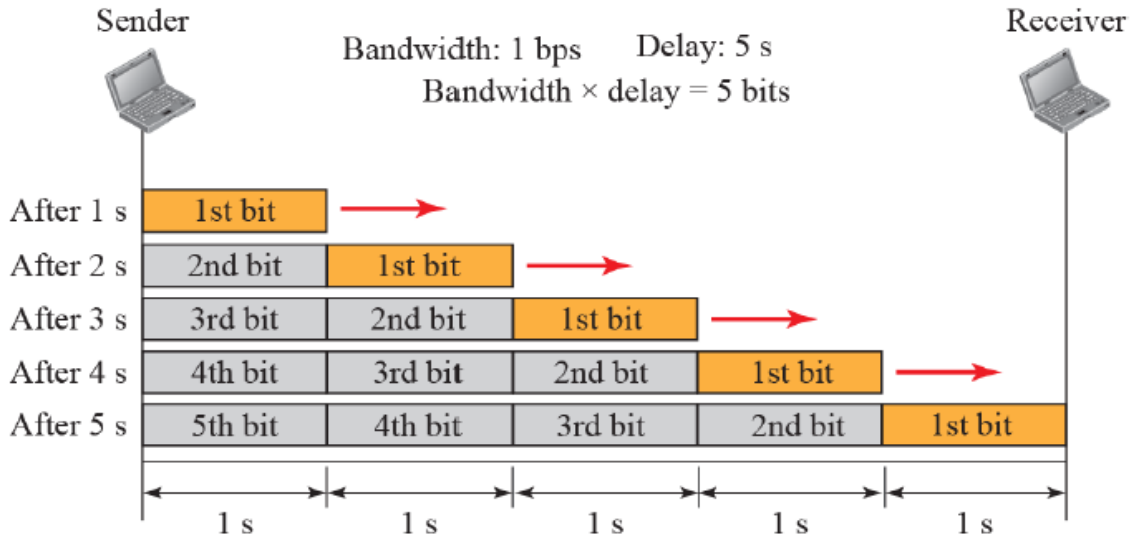 Sender Receiver
Bandwidth: 1 bps Delay: 5 s
Bandwidth × delay = 5 bits
After 1 s 1st bit
After 2 s 2nd bit 1st bit
After 3 s 3rd bit 2nd bit 1st bit
After 4 s 4th bit 3rd bit 2nd bit 1st bit
After 5 s 5th bit 4th bit 3rd bit 2nd bit 1st bit
1 s 1 s 1 s 1 s 1 s